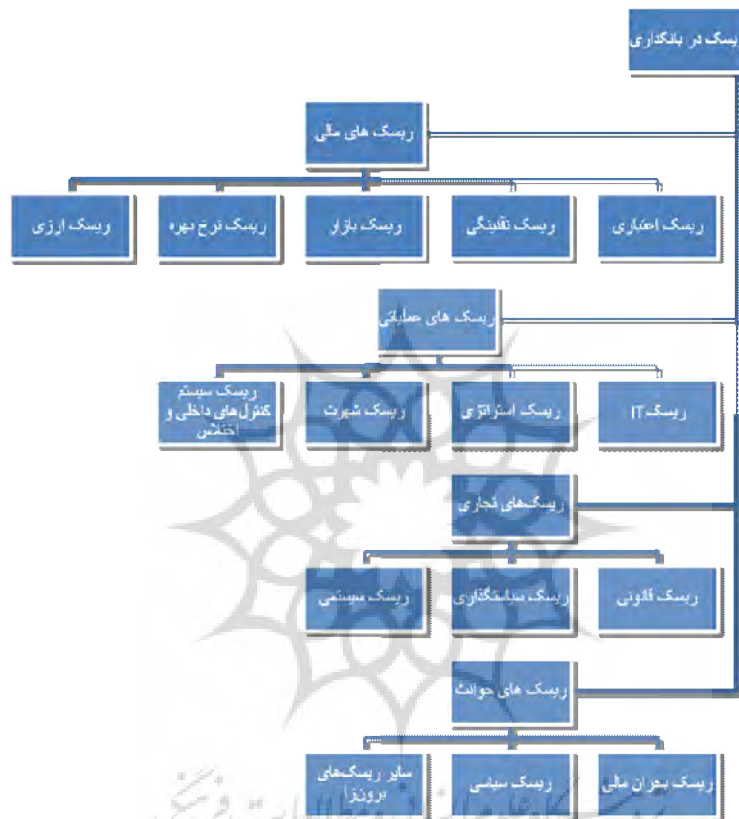 ریسک در بانکداری
ریسک های مالی
ریسک اعتباری
ریسک نقدینگی
ریسک بازار
ریسک نرخ بهره
ریسک ارزی
ریسک های عملیاتی
ریسک IT
ریسک استراتژی
ریسک شهرت
ریسک سیستم
کنترل‌های داخلی و
اختلاس
ریسک‌های تجاری
ریسک قانونی
ریسک سیاستگذاری
ریسک سیستمی
ریسک های حوادث
ریسک بحران مالی
ریسک سیاسی
سایر ریسک‌های
برونزا